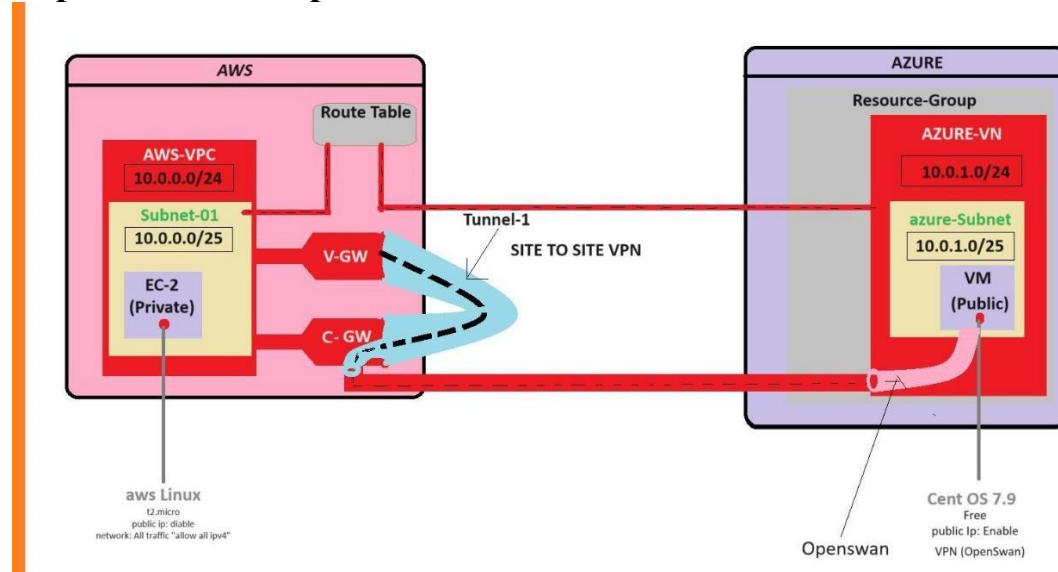 AWS
Route Table
AWS-VPC
10.0.0.0/24
Subnet-01
10.0.0.0/25
EC-2
(Private)
V-GW
C- GW
Tunnel-1
SITE TO SITE VPN
AZURE
Resource-Group
AZURE-VN
10.0.1.0/24
azure-Subnet
10.0.1.0/25
VM
(Public)
aws Linux
t2.micro
public ip: diable
network: All traffic "allow all ipv4"
Openswan
Cent OS 7.9
Free
public Ip: Enable
VPN (OpenSwan)